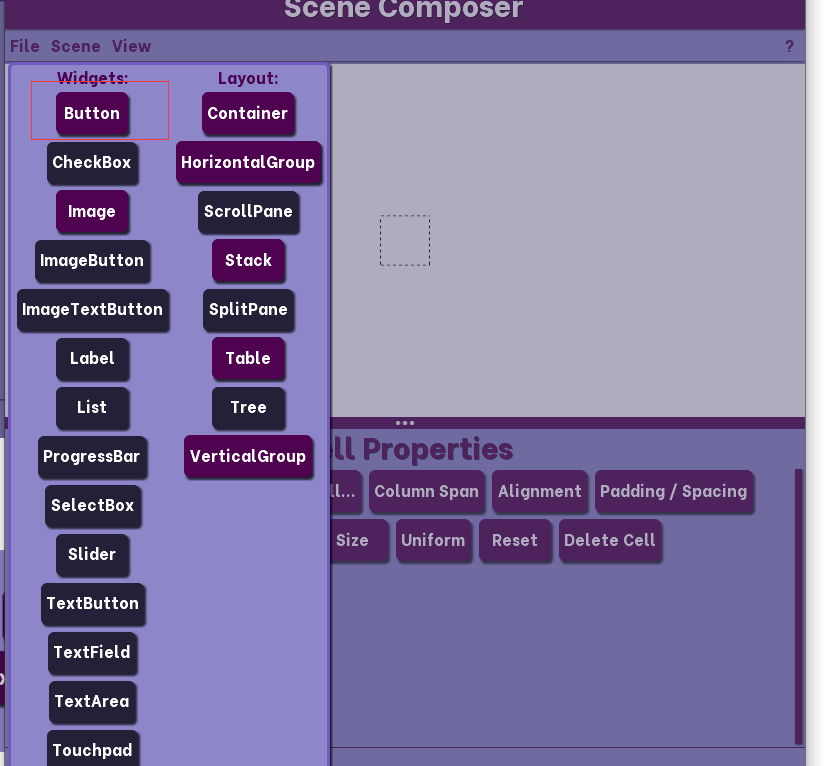 Scene Composer
File Scene View ?
Widgets:
Button
CheckBox
Image
ImageButton
ImageTextButton
Label
List
ProgressBar
SelectBox
Slider
TextButton
TextField
TextArea
Touchpad
Layout:
Container
HorizontalGroup
ScrollPane
Stack
SplitPane
Table
Tree
VerticalGroup
ll Properties
ll... Column Span Alignment Padding / Spacing
Size Uniform Reset Delete Cell